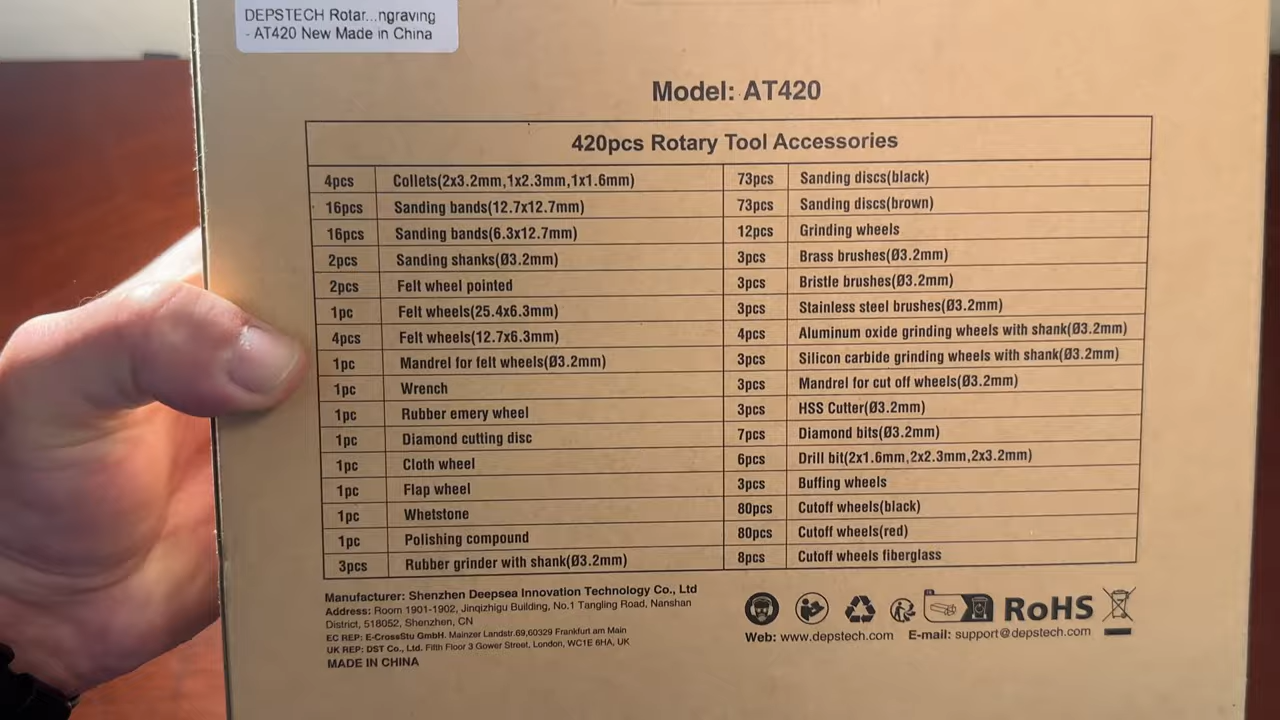 DEPSTECH Rotar...ngraving
- AT420 New Made in China
Model: AT420
420pcs Rotary Tool Accessories
4pcs Collets(2x3.2mm,1x2.3mm,1x1.6mm)
16pcs Sanding bands(12.7x12.7mm)
16pcs Sanding bands(6.3x12.7mm)
2pcs Sanding shanks(Ø3.2mm)
2pcs Felt wheel pointed
1pc Felt wheels(25.4x6.3mm)
4pcs Felt wheels(12.7x6.3mm)
1pc Mandrel for felt wheels(Ø3.2mm)
1pc Wrench
1pc Rubber emery wheel
1pc Diamond cutting disc
1pc Cloth wheel
1pc Flap wheel
1pc Whetstone
1pc Polishing compound
3pcs Rubber grinder with shank(Ø3.2mm)
73pcs Sanding discs(black)
73pcs Sanding discs(brown)
12pcs Grinding wheels
3pcs Brass brushes(Ø3.2mm)
3pcs Bristle brushes(Ø3.2mm)
3pcs Stainless steel brushes(Ø3.2mm)
4pcs Aluminum oxide grinding wheels with shank(Ø3.2mm)
3pcs Silicon carbide grinding wheels with shank(Ø3.2mm)
3pcs Mandrel for cut off wheels(Ø3.2mm)
3pcs HSS Cutter(Ø3.2mm)
7pcs Diamond bits(Ø3.2mm)
6pcs Drill bit(2x1.6mm,2x2.3mm,2x3.2mm)
3pcs Buffing wheels
80pcs Cutoff wheels(black)
80pcs Cutoff wheels(red)
8pcs Cutoff wheels fiberglass
Manufacturer: Shenzhen Deepsea Innovation Technology Co., Ltd
Address: Room 1901-1902, Jinqizhigu Building, No.1 Tangling Road, Nanshan
District, 518052, Shenzhen, CN
EC REP: E-CrossStu GmbH. Mainzer Landstr.69,60329 Frankfurt am Main
UK REP: DST Co., Ltd. Fifth Floor 3 Gower Street, London, WC1E 6HA, UK
MADE IN CHINA
RoHS
Web: www.depstech.com E-mail: support@depstech.com